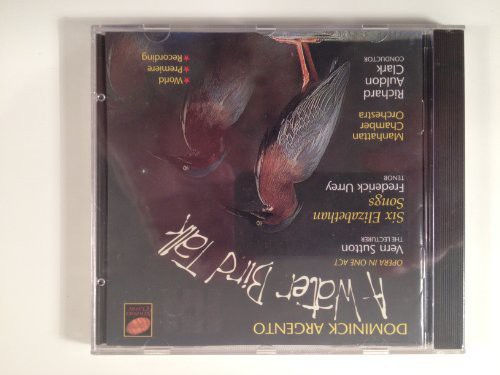 DOMINICK ARGENTO
A Water Bird Talk
OPERA IN ONE ACT
Vern Sutton
THE LECTURER
Six Elizabethan
Songs
Frederick Urrey
TENOR
Manhattan
Chamber
Orchestra
Richard
Auldon
Clark
CONDUCTOR
★ World
★ Premiere
★ Recording